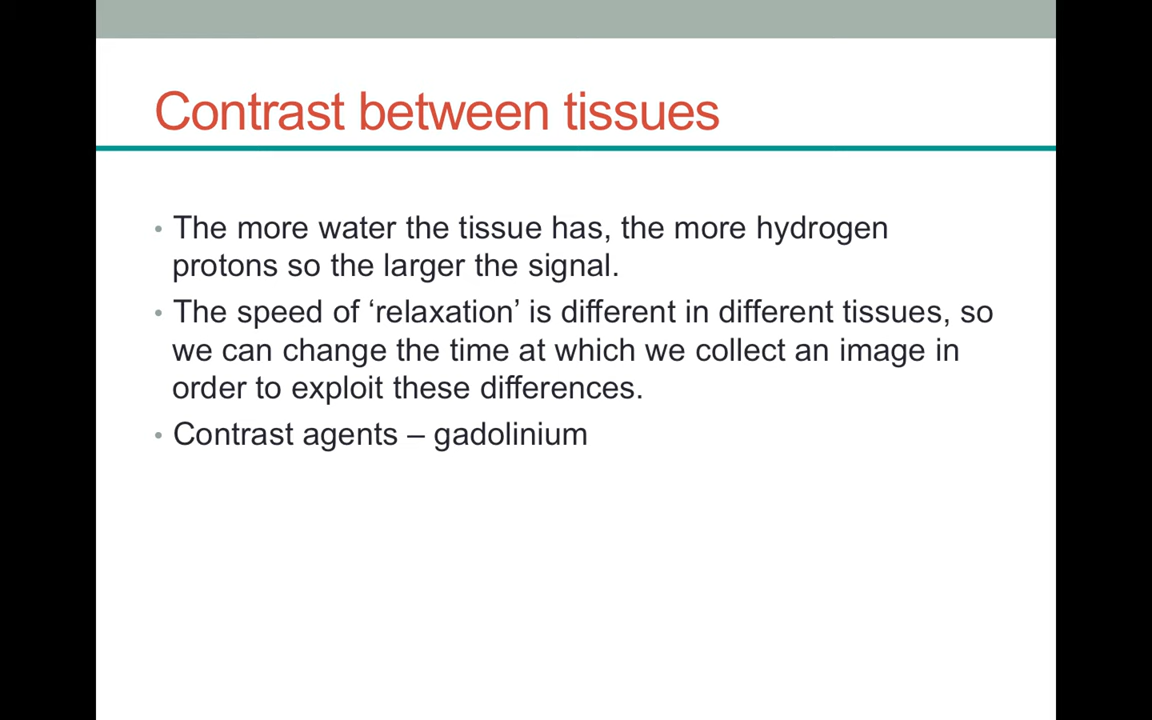 Contrast between tissues
• The more water the tissue has, the more hydrogen
protons so the larger the signal.
• The speed of ‘relaxation’ is different in different tissues, so
we can change the time at which we collect an image in
order to exploit these differences.
• Contrast agents – gadolinium